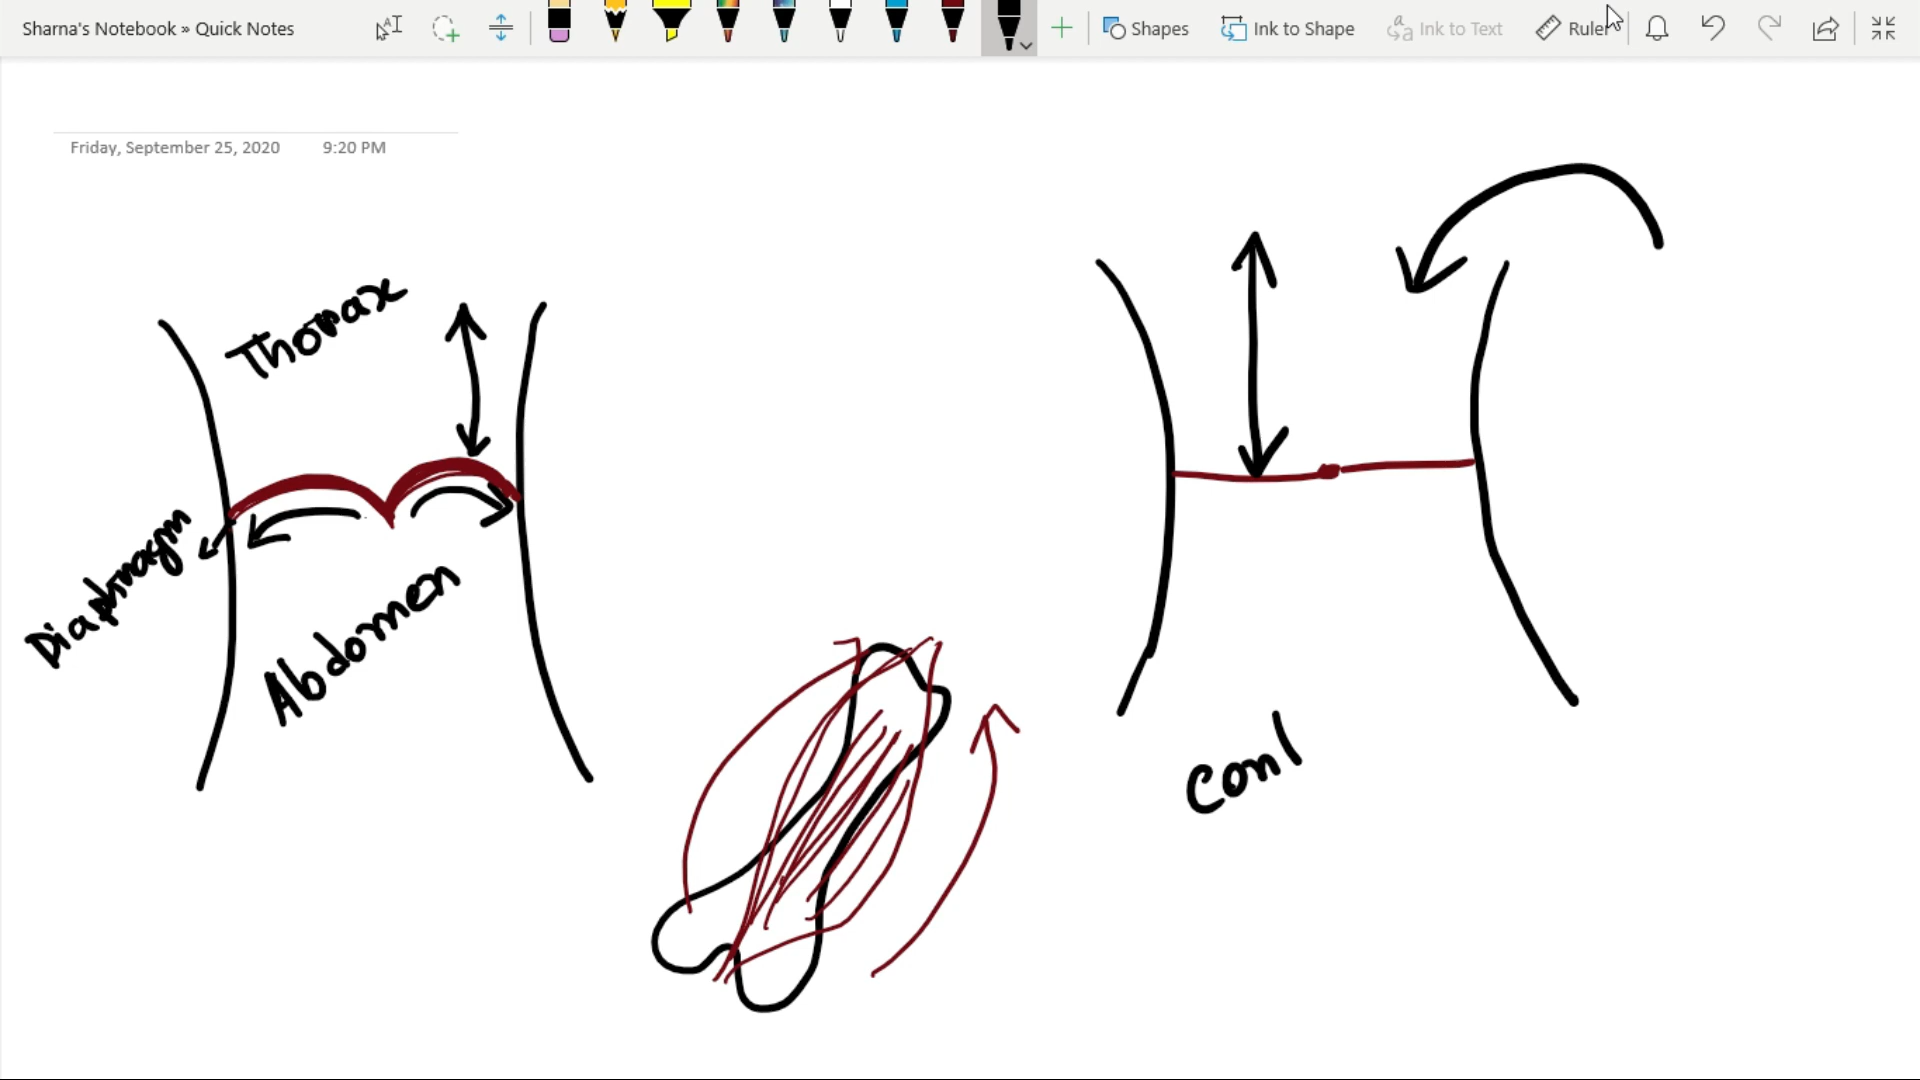 Sharna's Notebook » Quick Notes
Shapes
Ink to Shape
Ink to Text
Ruler
Friday, September 25, 2020 9:20 PM
Thorax
Diaphragm
Abdomen